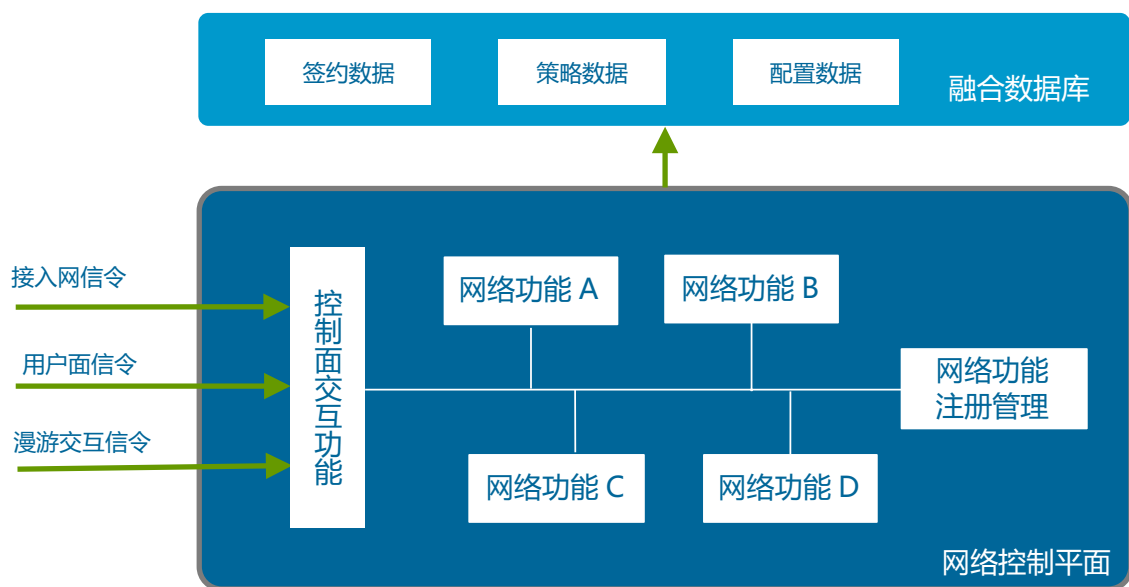 签约数据
策略数据
配置数据
融合数据库
接入网信令
用户面信令
漫游交互信令
控制面交互功能
网络功能 A
网络功能 B
网络功能 C
网络功能 D
网络功能
注册管理
网络控制平面